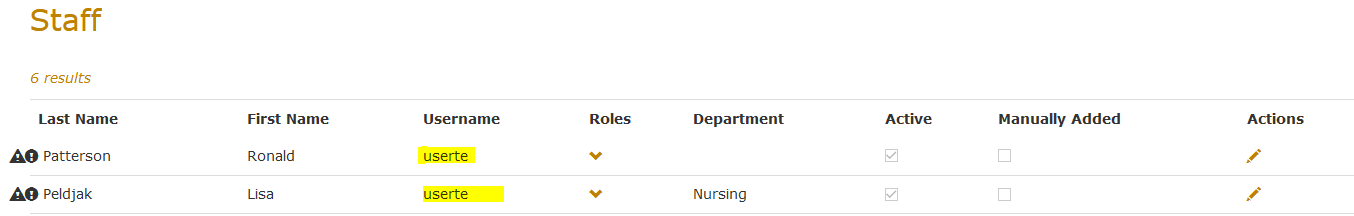 Staff
6 results
Last Name First Name Username Roles Department Active Manually Added Actions
Patterson Ronald userte
Peldjak Lisa userte Nursing